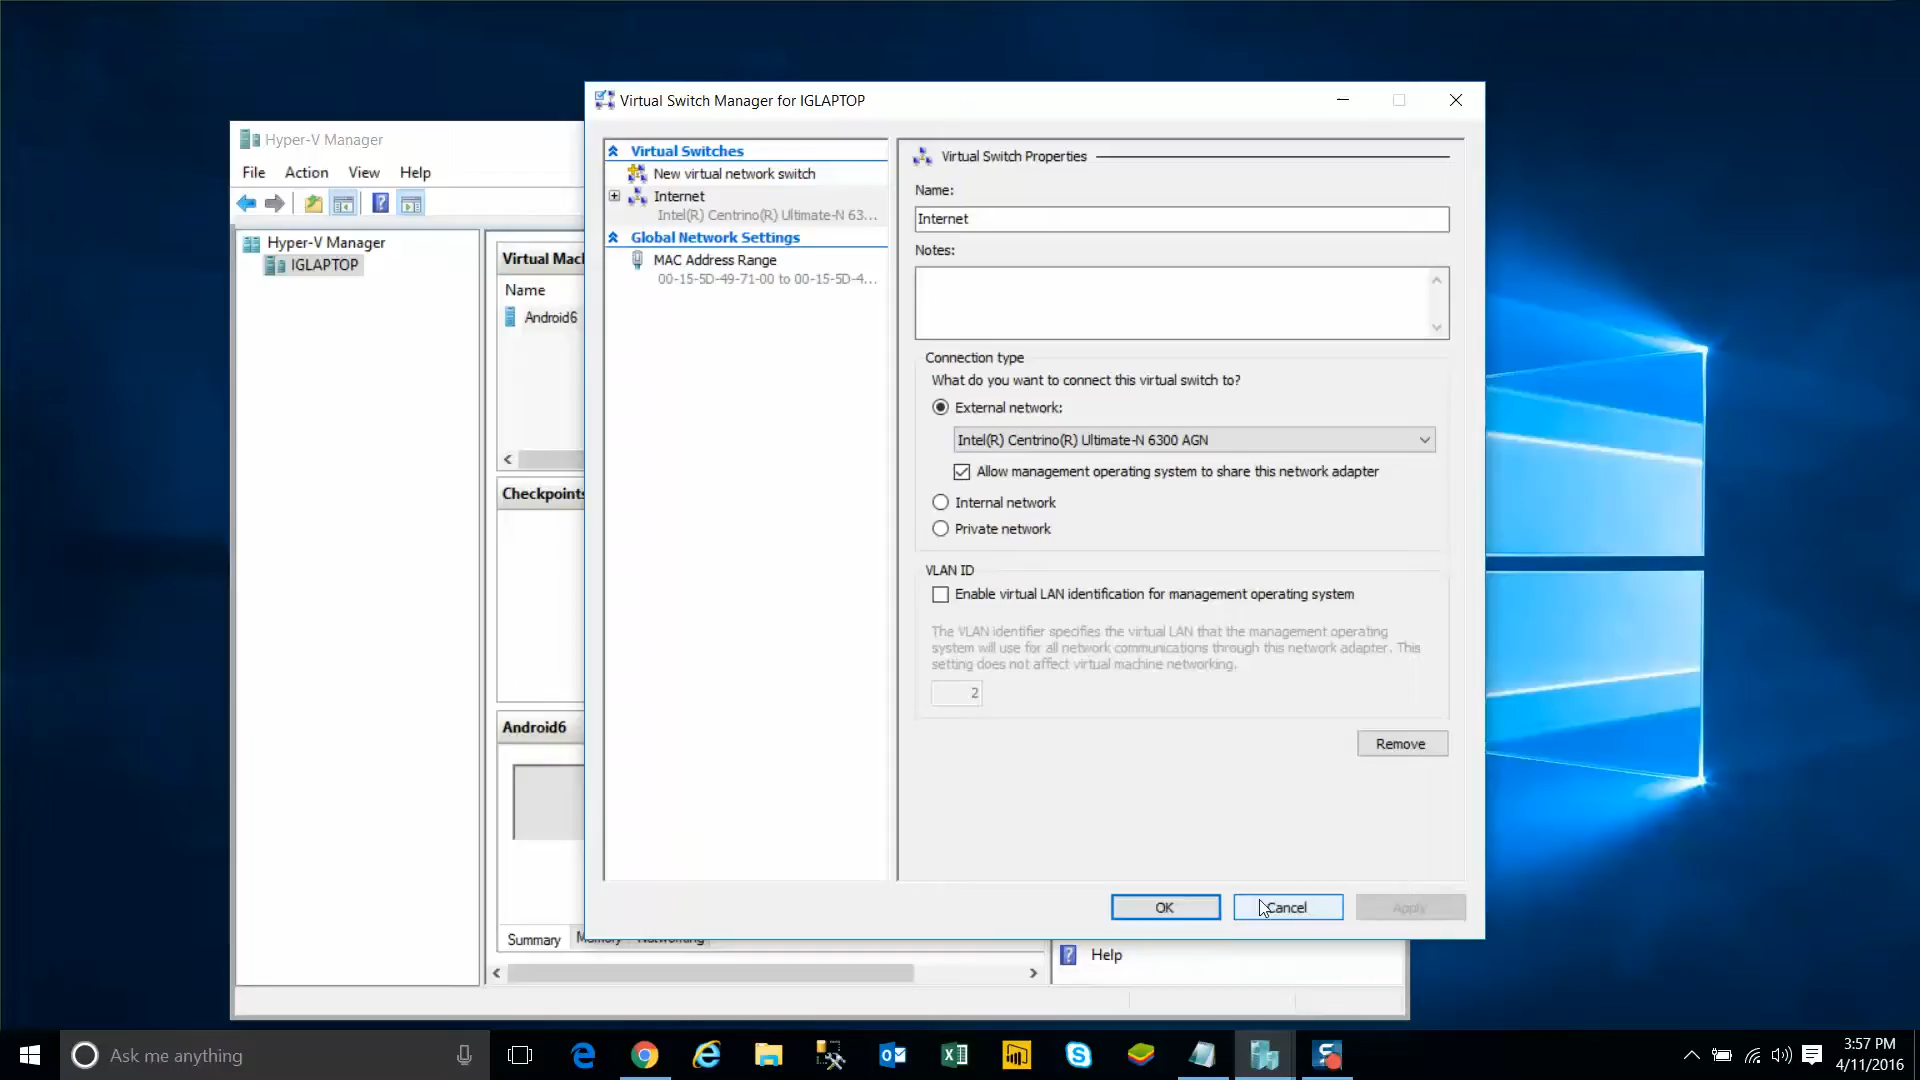 Virtual Switch Manager for IGLAPTOP
Hyper-V Manager
File Action View Help
Hyper-V Manager
IGLAPTOP
Virtual Mac
Name
Android6
Checkpoints
Android6
Summary
Virtual Switches
New virtual network switch
Internet
Intel(R) Centrino(R) Ultimate-N 63...
Global Network Settings
MAC Address Range
00-15-5D-49-71-00 to 00-15-5D-4...
Virtual Switch Properties
Name:
Internet
Notes:
Connection type
What do you want to connect this virtual switch to?
External network:
Intel(R) Centrino(R) Ultimate-N 6300 AGN
Allow management operating system to share this network adapter
Internal network
Private network
VLAN ID
Enable virtual LAN identification for management operating system
The VLAN identifier specifies the virtual LAN that the management operating
system will use for all network communications through this network adapter. This
setting does not affect virtual machine networking.
2
Remove
OK Cancel Apply
Help
Ask me anything
3:57 PM
4/11/2016